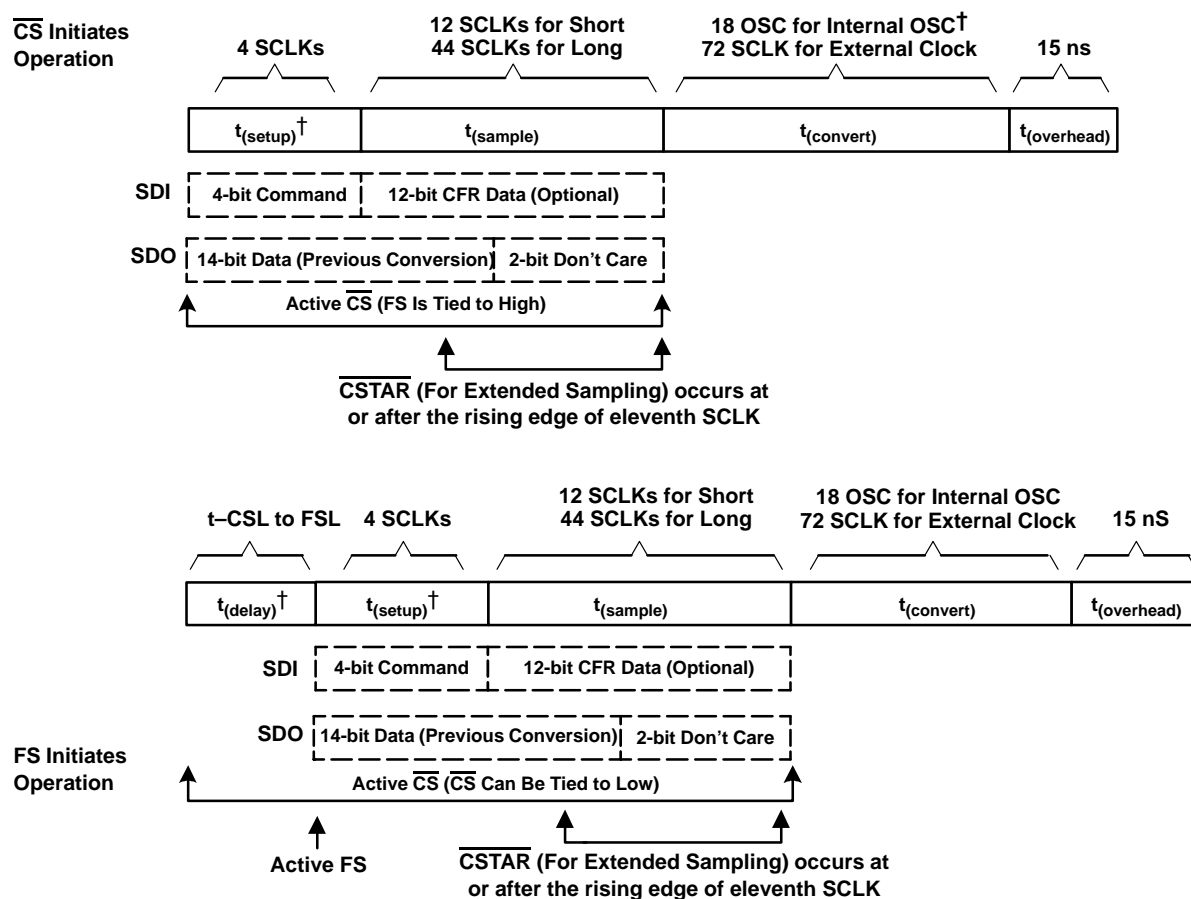 CS Initiates
Operation
4 SCLKs
12 SCLKs for Short
44 SCLKs for Long
18 OSC for Internal OSC†
72 SCLK for External Clock
15 ns
t(setup)†
t(sample)
t(convert)
t(overhead)
SDI
4-bit Command
12-bit CFR Data (Optional)
SDO
14-bit Data (Previous Conversion)
2-bit Don't Care
Active CS (FS Is Tied to High)
CSTAR (For Extended Sampling) occurs at
or after the rising edge of eleventh SCLK
t–CSL to FSL
4 SCLKs
12 SCLKs for Short
44 SCLKs for Long
18 OSC for Internal OSC
72 SCLK for External Clock
15 nS
t(delay)†
t(setup)†
t(sample)
t(convert)
t(overhead)
SDI
4-bit Command
12-bit CFR Data (Optional)
SDO
14-bit Data (Previous Conversion)
2-bit Don't Care
FS Initiates
Operation
Active CS (CS Can Be Tied to Low)
Active FS
CSTAR (For Extended Sampling) occurs at
or after the rising edge of eleventh SCLK